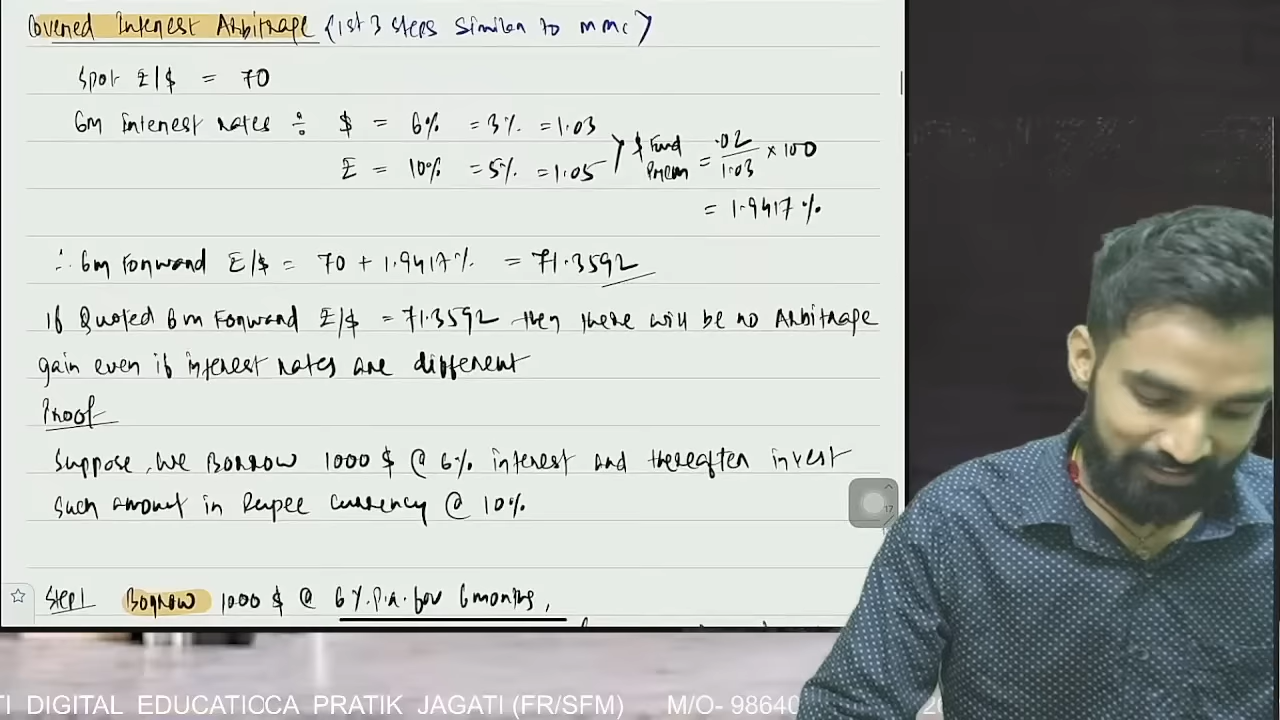 Covered Interest Arbitrage (1st 3 steps similar to MMC)
Spot ₹/$ = 70
6m Interest rates ÷ $ = 6% = 3% = 1.03
₹ = 10% = 5% = 1.05
$ Fwd Prem = .02/1.03 × 100
= 1.9417%
∴ 6m Forward ₹/$ = 70 + 1.9417% = 71.3592
If Quoted 6m Forward ₹/$ = 71.3592 then there will be no Arbitrage
gain even if interest rates are different
Proof
Suppose, We Borrow 1000 $ @ 6% interest and thereafter invest
such amount in Rupee currency @ 10%
17
Step1 Borrow 1000 $ @ 6%.P.a. for 6 months,
TI DIGITAL EDUCATIOCA PRATIK JAGATI (FR/SFM) M/O- 98640